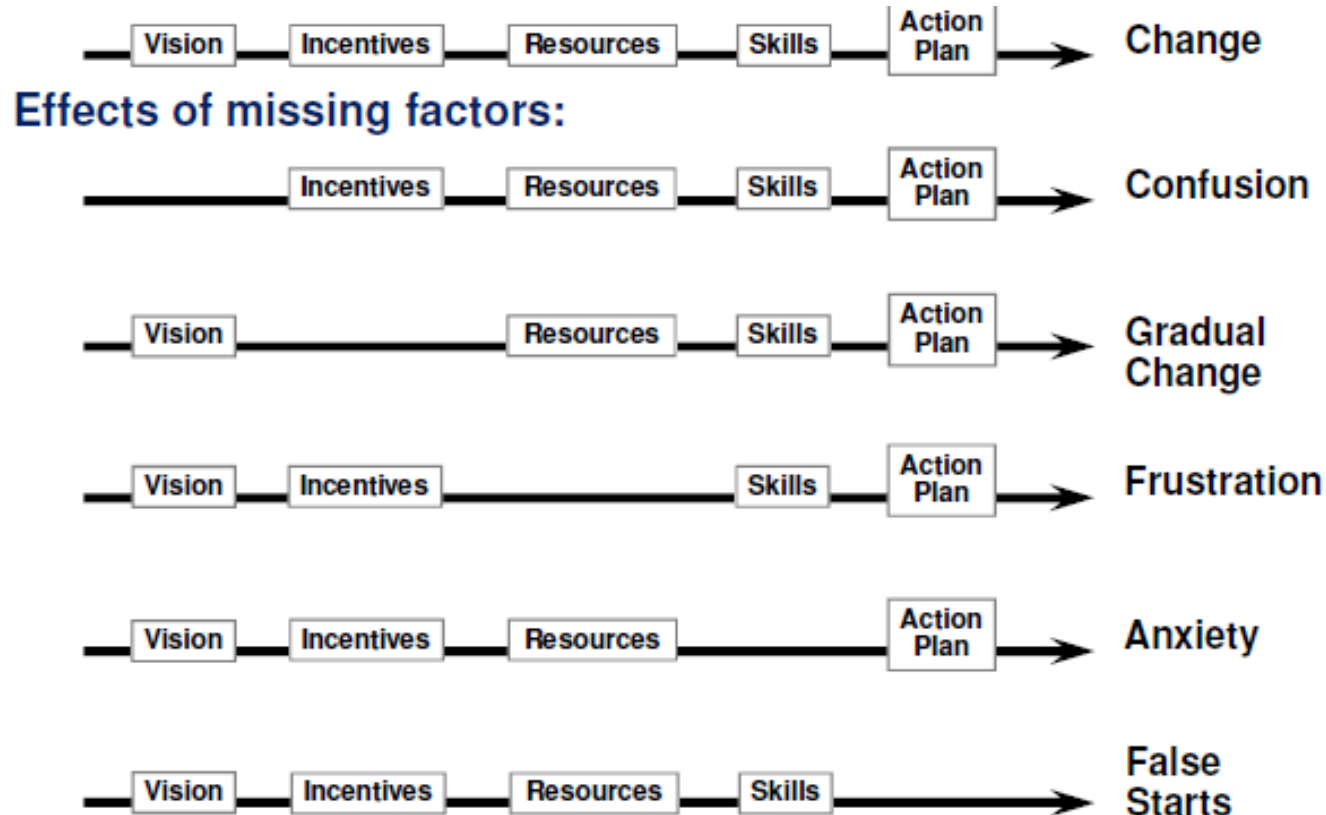 Vision Incentives Resources Skills Action Plan Change
Effects of missing factors:
Incentives Resources Skills Action Plan Confusion
Vision Resources Skills Action Plan Gradual Change
Vision Incentives Skills Action Plan Frustration
Vision Incentives Resources Action Plan Anxiety
Vision Incentives Resources Skills False Starts